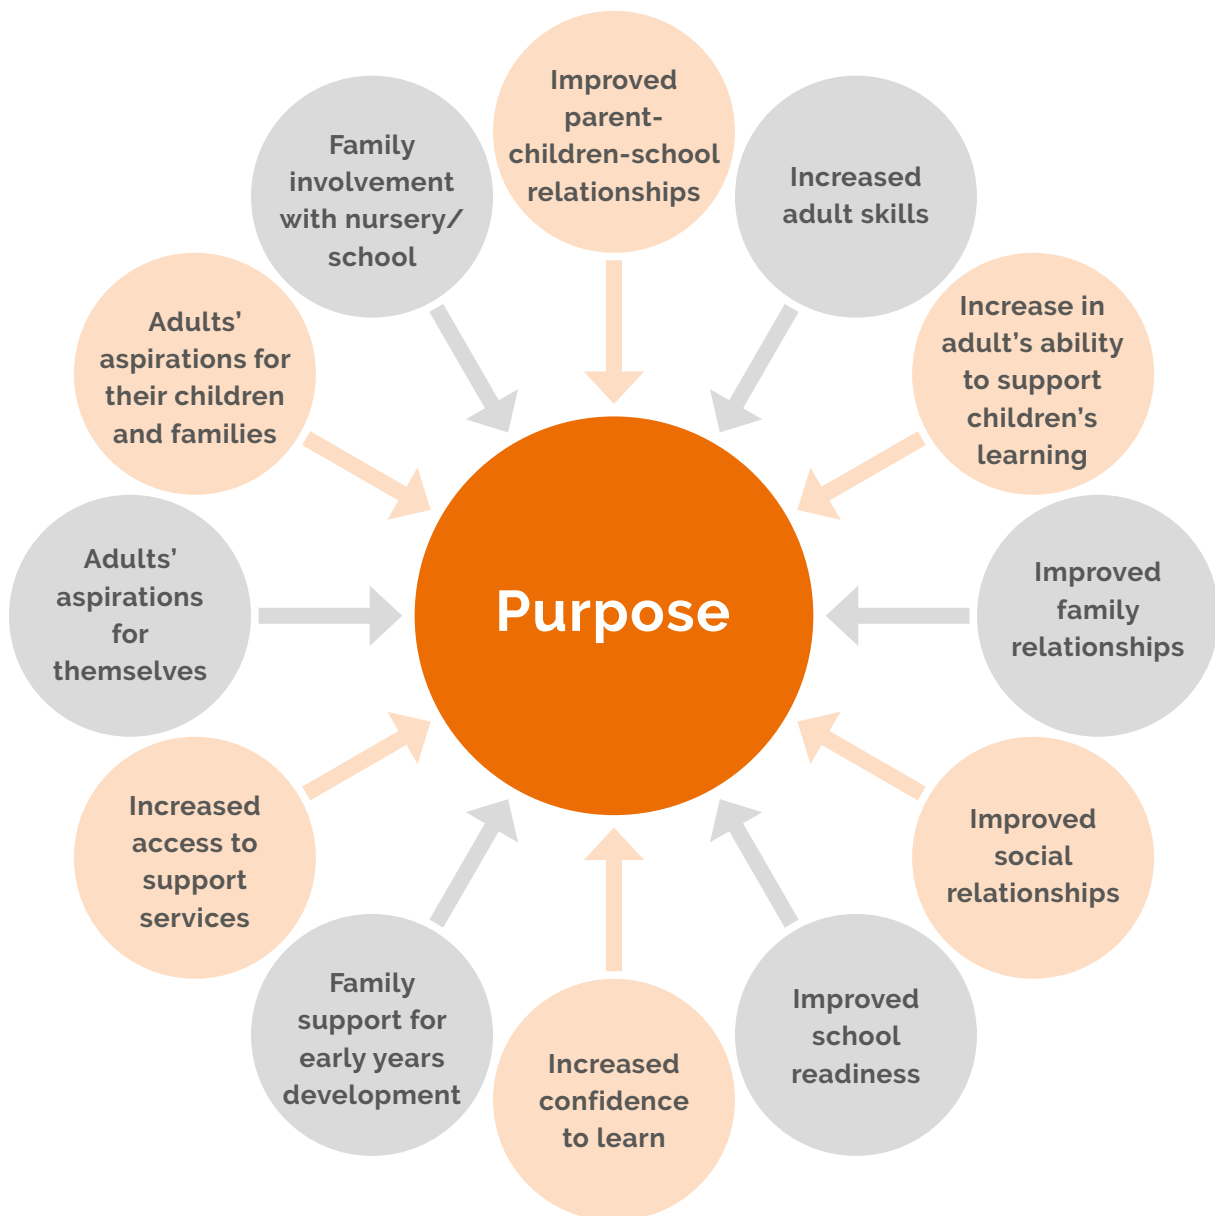 Improved
parent-
children-school
relationships
Increased
adult skills
Increase in
adult’s ability
to support
children’s
learning
Improved
family
relationships
Improved
social
relationships
Improved
school
readiness
Increased
confidence
to learn
Family
support for
early years
development
Increased
access to
support
services
Adults’
aspirations
for
themselves
Adults’
aspirations for
their children
and families
Family
involvement
with nursery/
school
Purpose